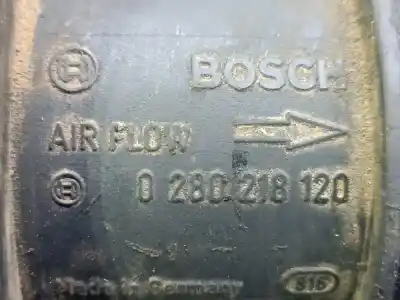 BOSCH
AIR FLOW
0 280 218 120
Made in Germany
816